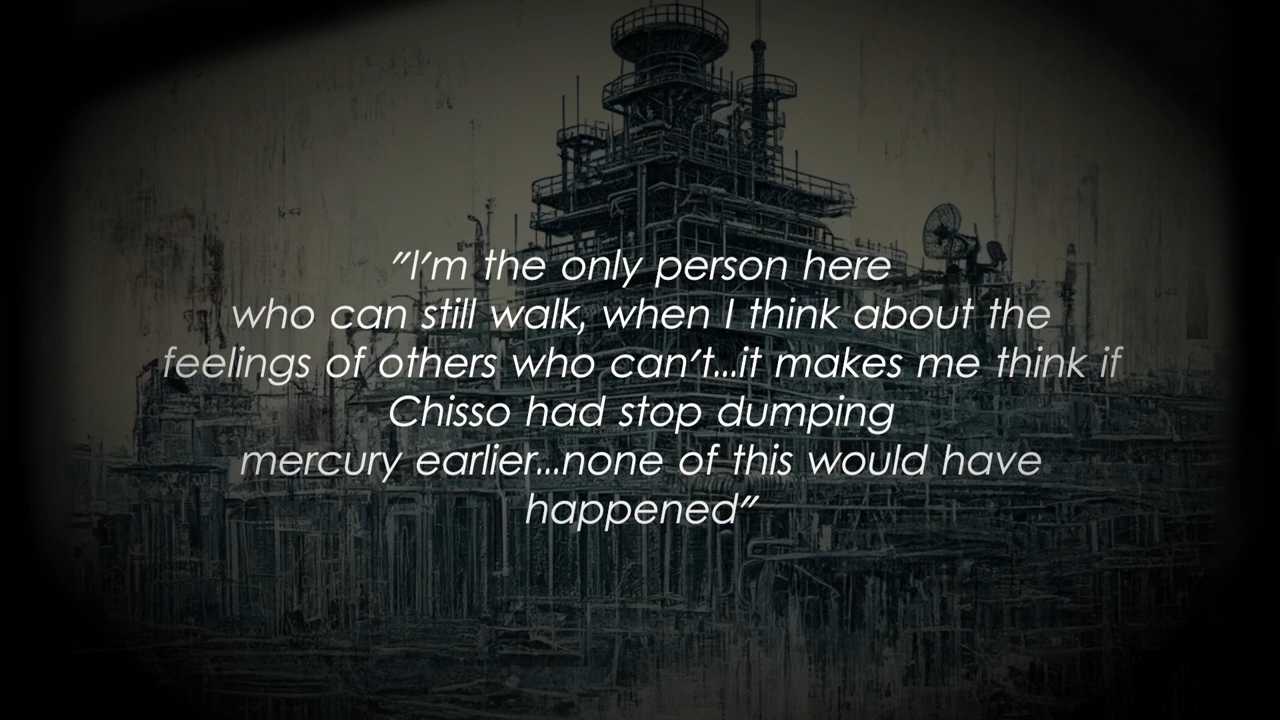 "I'm the only person here
who can still walk, when I think about the
feelings of others who can't...it makes me think if
Chisso had stop dumping
mercury earlier...none of this would have
happened"